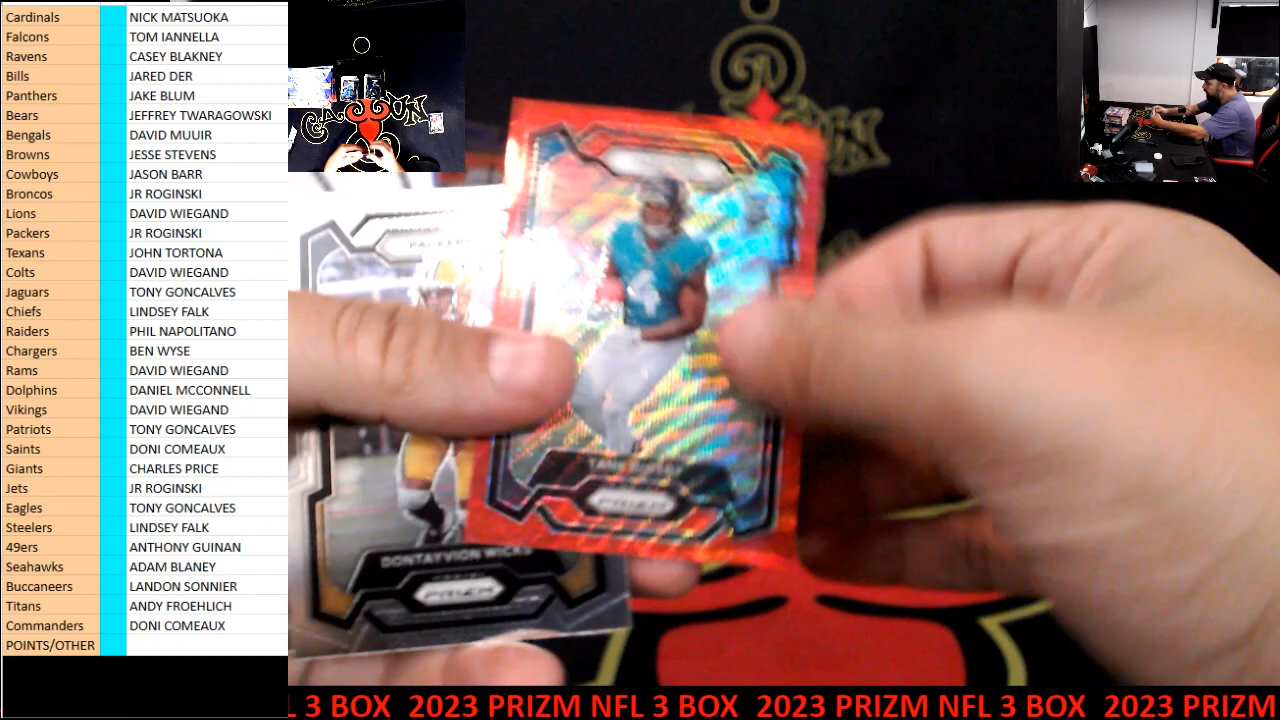 Cardinals NICK MATSUOKA
Falcons TOM IANNELLA
Ravens CASEY BLAKNEY
Bills JARED DER
Panthers JAKE BLUM
Bears JEFFREY TWARAGOWSKI
Bengals DAVID MUUIR
Browns JESSE STEVENS
Cowboys JASON BARR
Broncos JR ROGINSKI
Lions DAVID WIEGAND
Packers JR ROGINSKI
Texans JOHN TORTONA
Colts DAVID WIEGAND
Jaguars TONY GONCALVES
Chiefs LINDSEY FALK
Raiders PHIL NAPOLITANO
Chargers BEN WYSE
Rams DAVID WIEGAND
Dolphins DANIEL MCCONNELL
Vikings DAVID WIEGAND
Patriots TONY GONCALVES
Saints DONI COMEAUX
Giants CHARLES PRICE
Jets JR ROGINSKI
Eagles TONY GONCALVES
Steelers LINDSEY FALK
49ers ANTHONY GUINAN
Seahawks ADAM BLANEY
Buccaneers LANDON SONNIER
Titans ANDY FROEHLICH
Commanders DONI COMEAUX
POINTS/OTHER
PACKERS
DONTAYVION WICKS
PRIZM
PRIZM
L 3 BOX 2023 PRIZM NFL 3 BOX 2023 PRIZM NFL 3 BOX 2023 PRIZM